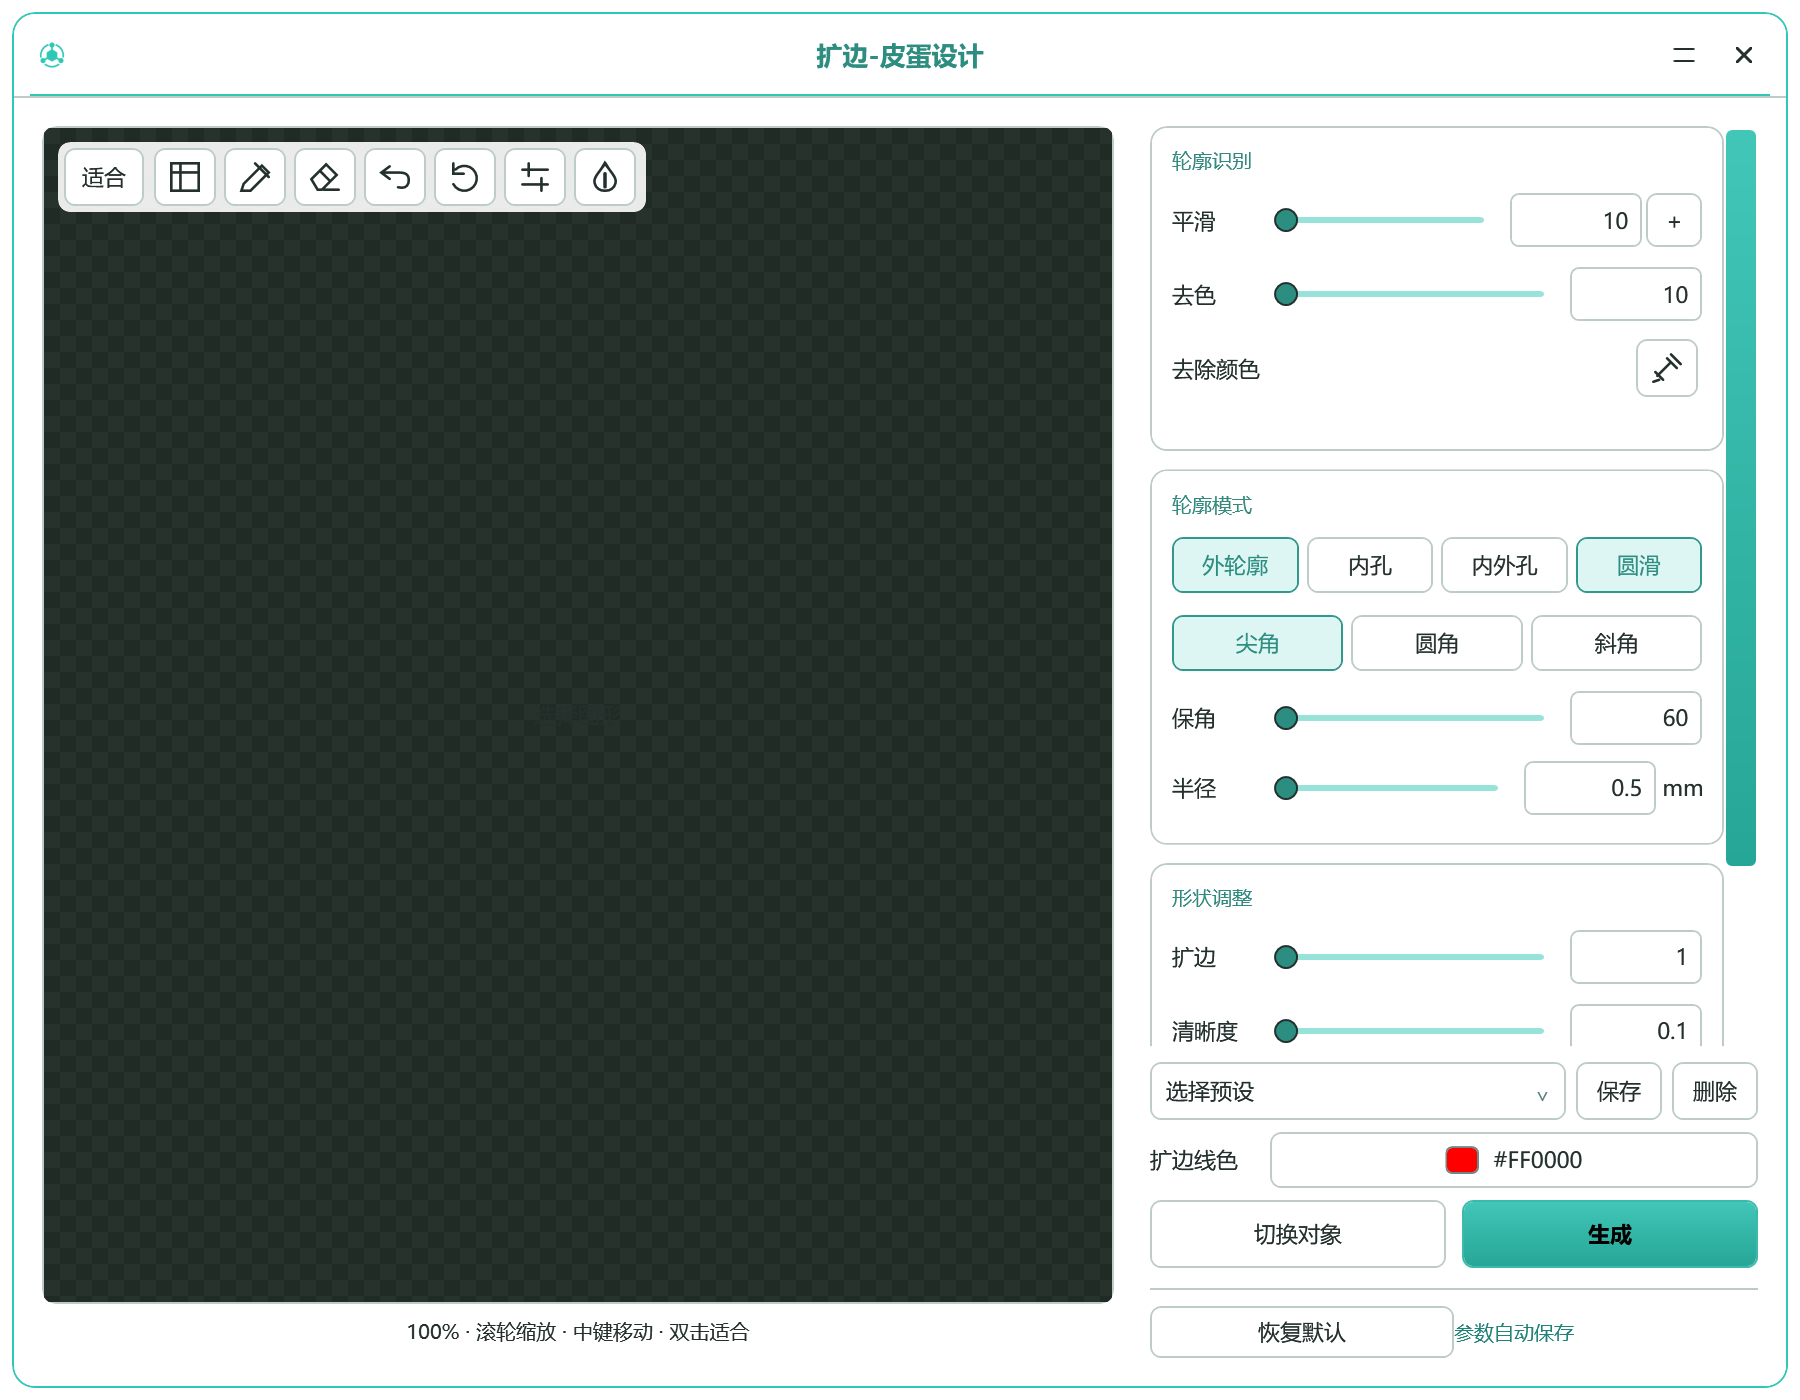 扩边-皮蛋设计
适合
轮廓识别
平滑 10 +
去色 10
去除颜色
轮廓模式
外轮廓 内孔 内外孔 圆滑
尖角 圆角 斜角
保角 60
半径 0.5 mm
形状调整
扩边 1
清晰度 0.1
选择预设 保存 删除
扩边线色 #FF0000
切换对象 生成
100% · 滚轮缩放 · 中键移动 · 双击适合
恢复默认 参数自动保存